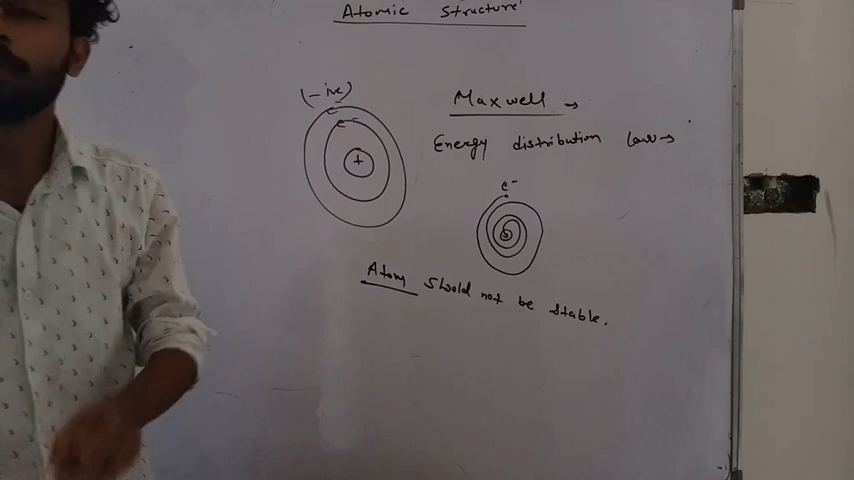 Atomic Structure
(-ive)
e-
e-
+
Maxwell →
Energy distribution law→
e-
Atom should not be stable.